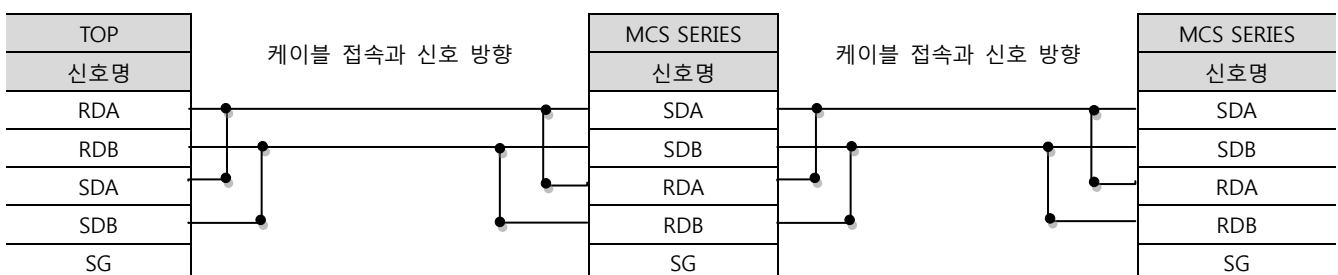 TOP 케이블 접속과 신호 방향 MCS SERIES 케이블 접속과 신호 방향 MCS SERIES
신호명 신호명 신호명
RDA SDA SDA
RDB SDB SDB
SDA RDA RDA
SDB RDB RDB
SG SG SG